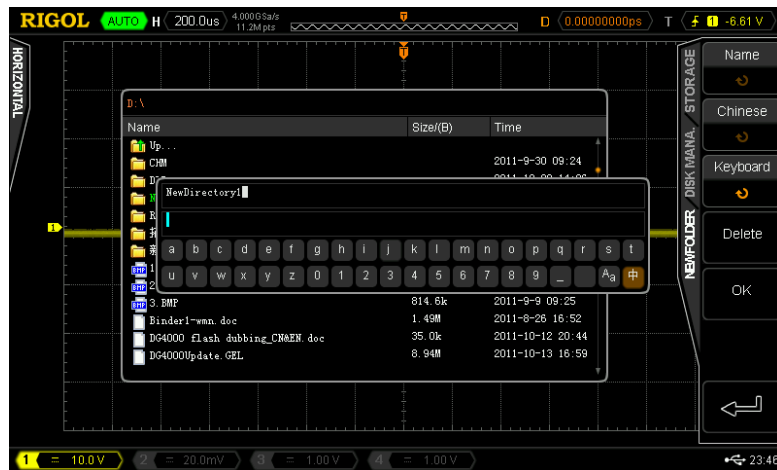 RIGOL AUTO H 200.0us 4.000GSa/s 11.2Mpts D 0.00000000ps T 1 -6.61 V
HORIZONTAL
D:\
Name Size/(B) Time
Up...
CHM 2011-9-30 09:24
NewDirectory1
a b c d e f g h i j k l m n o p q r s t
u v w x y z 0 1 2 3 4 5 6 7 8 9 _ Aa 中
3.BMP 814.6k 2011-9-9 09:25
Binder1-wmn.doc 1.49M 2011-8-26 16:52
DG4000 flash dubbing_CN&EN.doc 35.0k 2011-10-12 20:44
DG4000Update.GEL 8.94M 2011-10-13 16:59
STORAGE
DISK MANA.
NEWFOLDER
Name
Chinese
Keyboard
Delete
OK
1 = 10.0 V 2 = 20.0mV 3 = 1.00 V 4 = 1.00 V 23:46